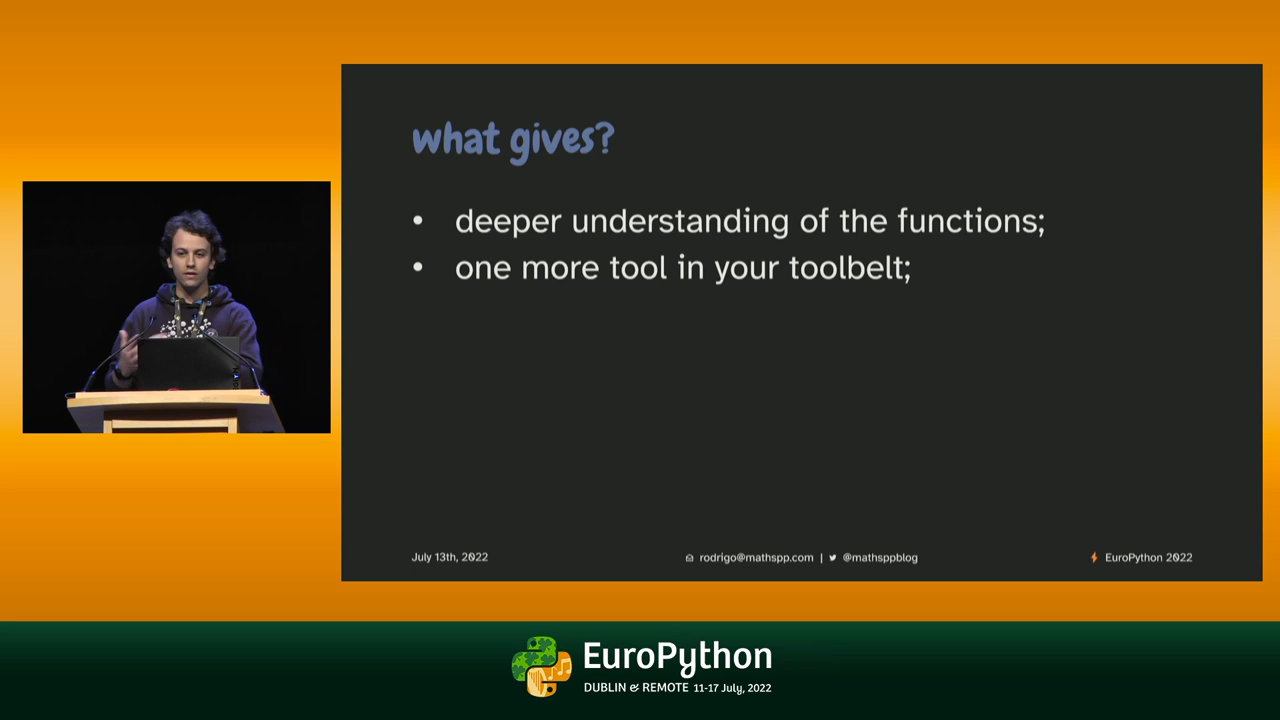 what gives?
• deeper understanding of the functions;
• one more tool in your toolbelt;
July 13th, 2022
rodrigo@mathspp.com | @mathsppblog
EuroPython 2022
EuroPython
DUBLIN & REMOTE 11-17 July, 2022